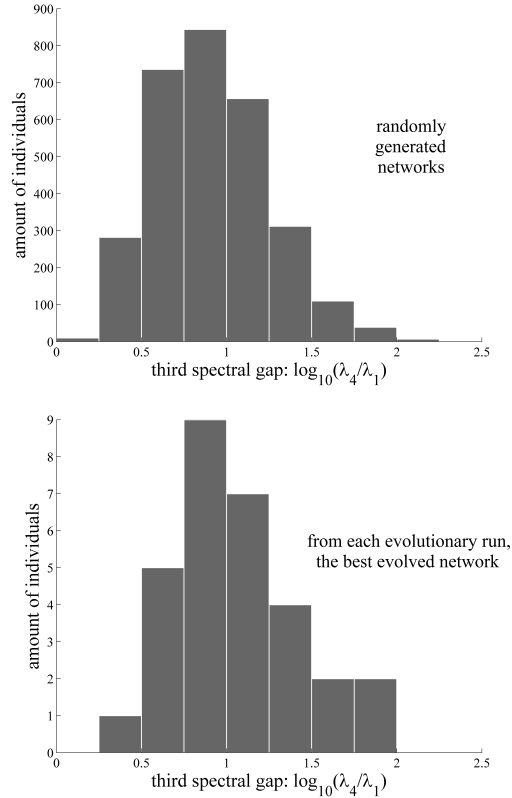 900
800
700
600
500
400
300
200
100
0
amount of individuals
randomly
generated
networks
0 0.5 1 1.5 2 2.5
third spectral gap: log10(λ4/λ1)
9
8
7
6
5
4
3
2
1
0
amount of individuals
from each evolutionary run,
the best evolved network
0 0.5 1 1.5 2 2.5
third spectral gap: log10(λ4/λ1)